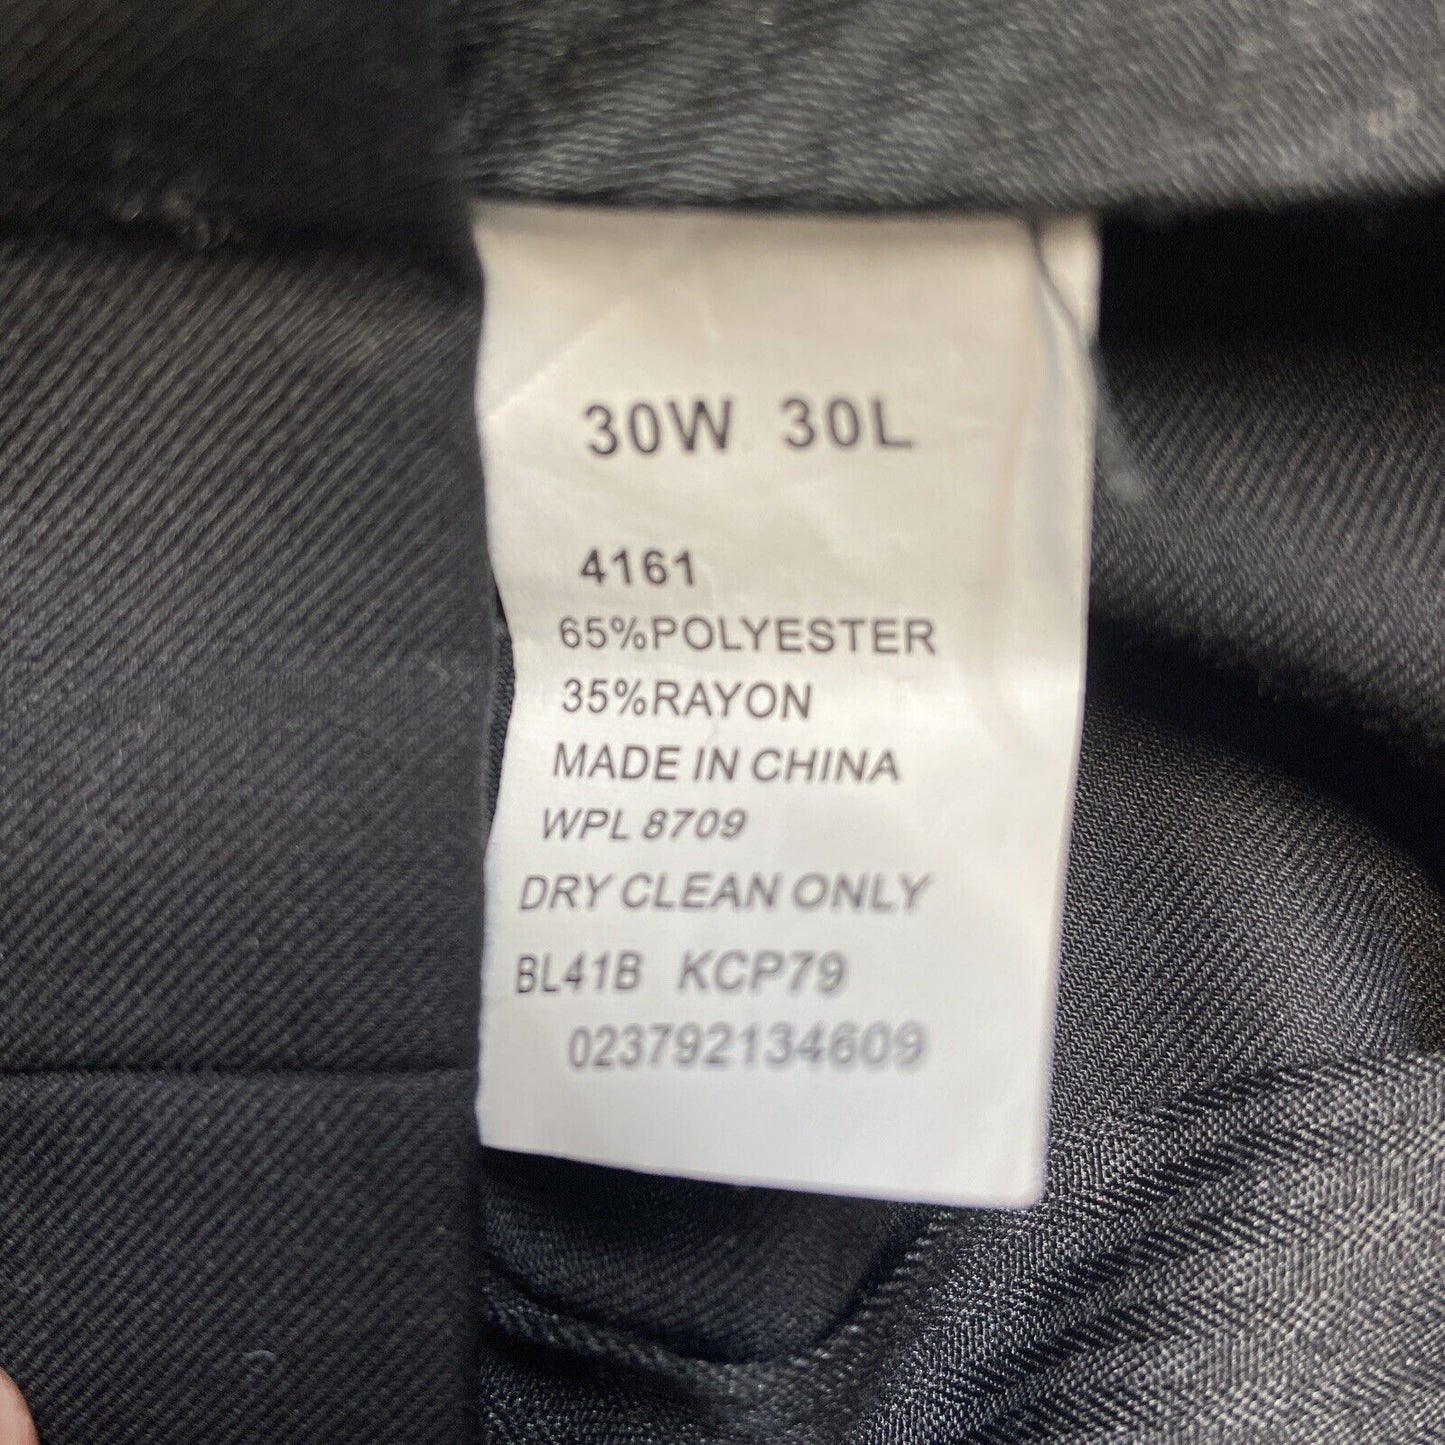 30W 30L
4161
65%POLYESTER
35%RAYON
MADE IN CHINA
WPL 8709
DRY CLEAN ONLY
BL41B KCP79
023792134609